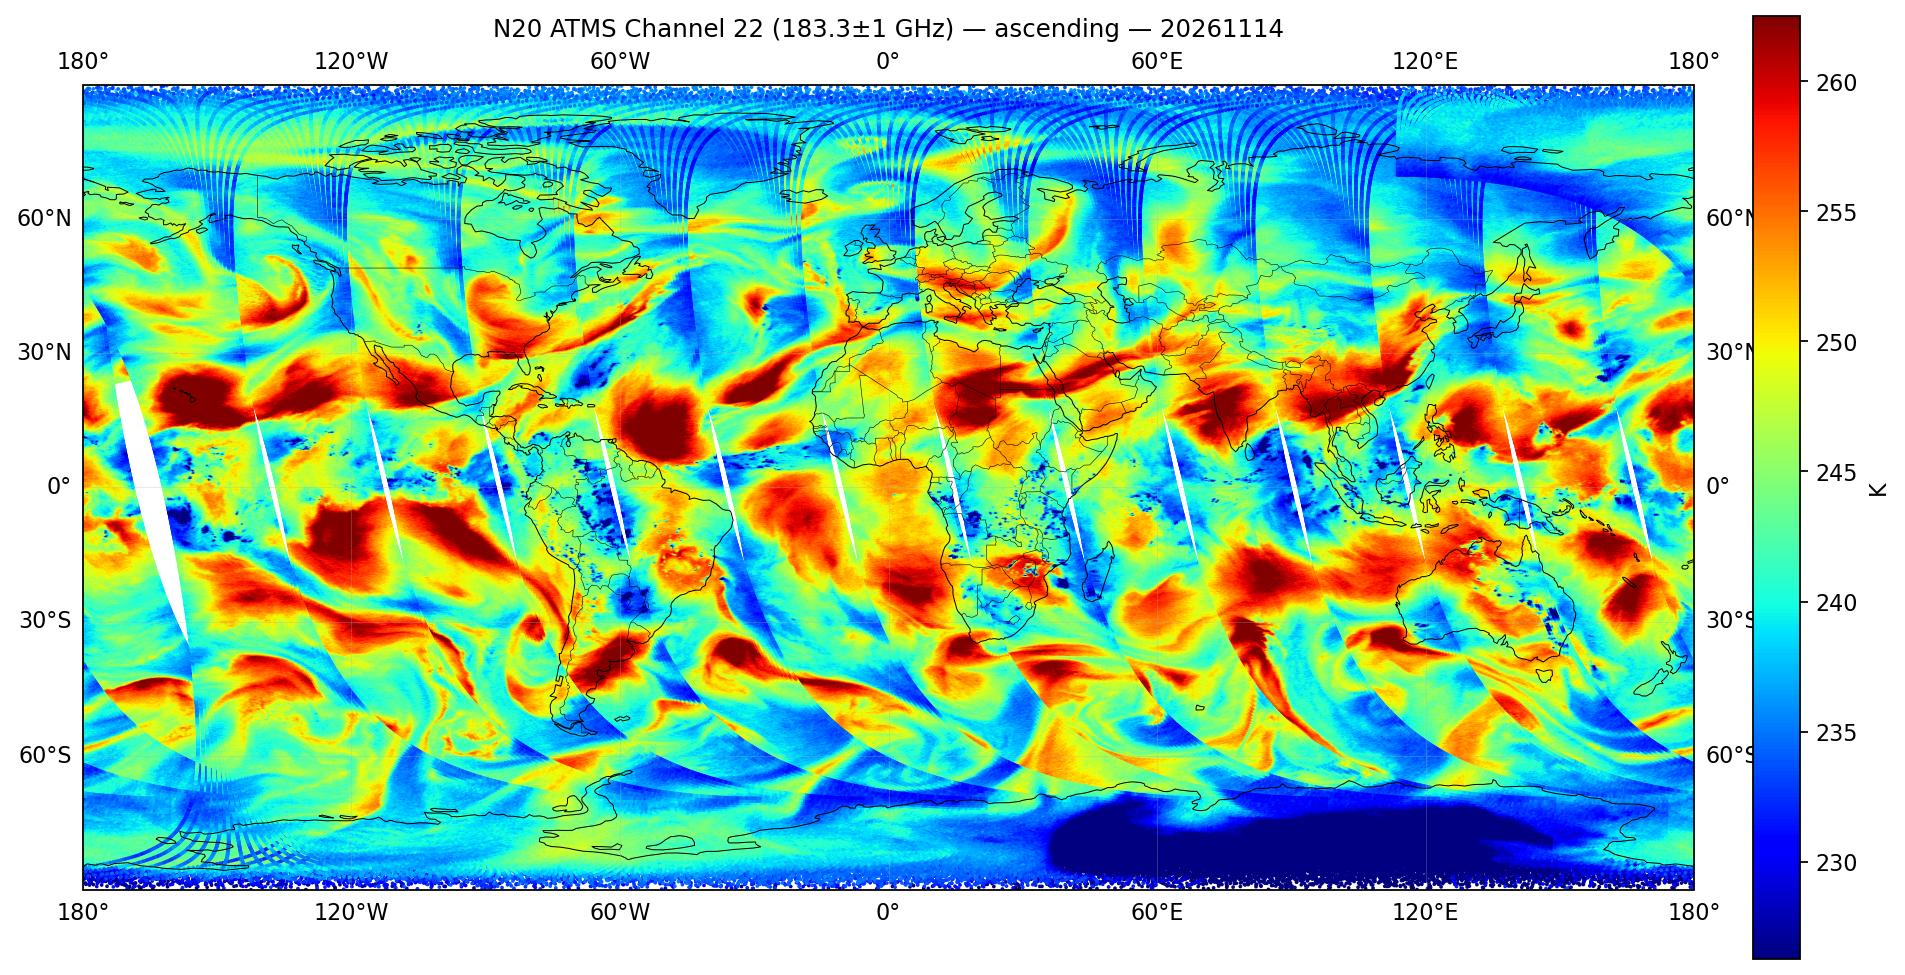 N20 ATMS Channel 22 (183.3±1 GHz) — ascending — 20261114
180° 120°W 60°W 0° 60°E 120°E 180°
60°N 60°N
30°N 30°N
0° 0°
30°S 30°S
60°S 60°S
180° 120°W 60°W 0° 60°E 120°E 180°
260
255
250
245
240
235
230
K